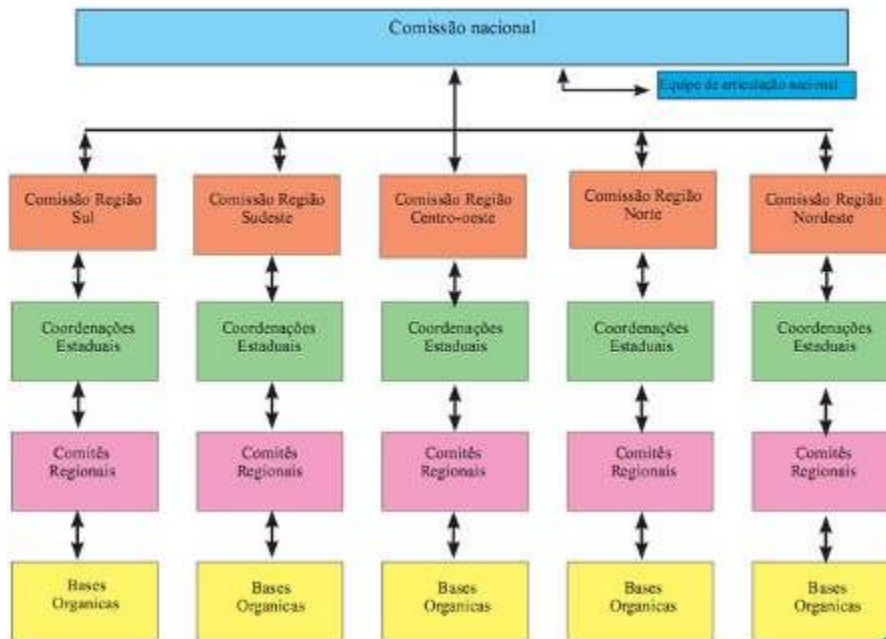 Comissão nacional
Equipe de articulação nacional
Comissão Região
Sul
Comissão Região
Sudeste
Comissão Região
Centro-oeste
Comissão Região
Norte
Comissão Região
Nordeste
Coordenações
Estaduais
Coordenações
Estaduais
Coordenações
Estaduais
Coordenações
Estaduais
Coordenações
Estaduais
Comitês
Regionais
Comitês
Regionais
Comitês
Regionais
Comitês
Regionais
Comitês
Regionais
Bases
Organicas
Bases
Organicas
Bases
Organicas
Bases
Organicas
Bases
Organicas